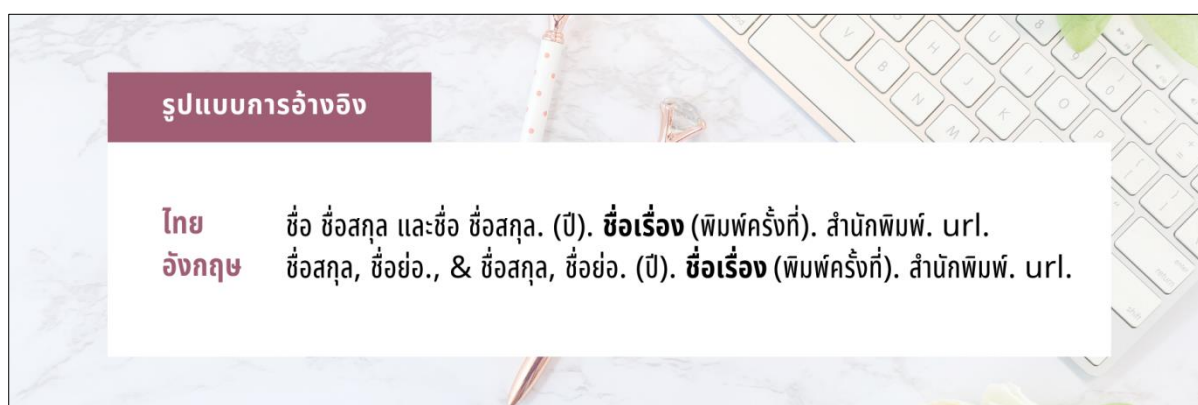 รูปแบบการอ้างอิง
ไทย ชื่อ ชื่อสกุล และชื่อ ชื่อสกุล. (ปี). ชื่อเรื่อง (พิมพ์ครั้งที่). สำนักพิมพ์. url.
อังกฤษ ชื่อสกุล, ชื่อย่อ., & ชื่อสกุล, ชื่อย่อ. (ปี). ชื่อเรื่อง (พิมพ์ครั้งที่). สำนักพิมพ์. url.